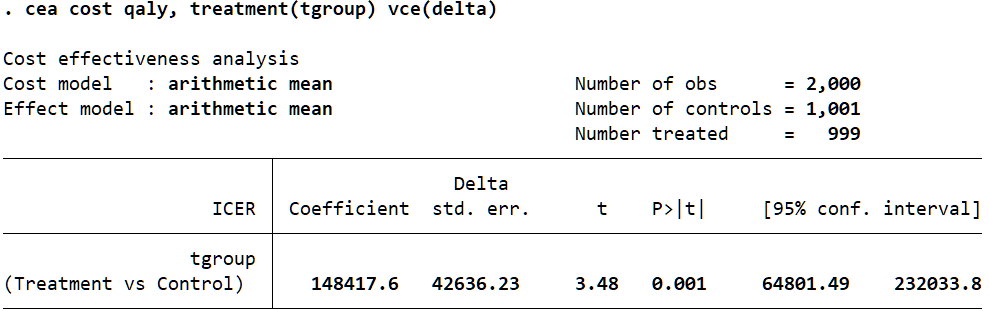 . cea cost qaly, treatment(tgroup) vce(delta)
Cost effectiveness analysis
Cost model   : arithmetic mean                    Number of obs      = 2,000
Effect model : arithmetic mean                    Number of controls = 1,001
                                                  Number treated     =   999
Delta
ICER   Coefficient  std. err.      t    P>|t|     [95% conf. interval]
tgroup
(Treatment vs Control)     148417.6   42636.23     3.48   0.001     64801.49    232033.8